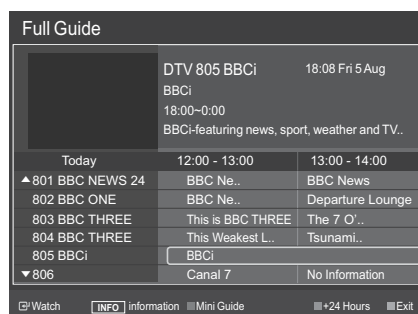 Full Guide
DTV 805 BBCi 18:08 Fri 5 Aug
BBCi
18:00~0:00
BBCi-featuring news, sport, weather and TV..
Today 12:00 - 13:00 13:00 - 14:00
▲801 BBC NEWS 24 BBC Ne.. BBC News
802 BBC ONE BBC Ne.. Departure Lounge
803 BBC THREE This is BBC THREE The 7 O'..
804 BBC THREE This Weakest L.. Tsunami..
805 BBCi BBCi
▼806 Canal 7 No Information
Watch INFO information Mini Guide +24 Hours Exit